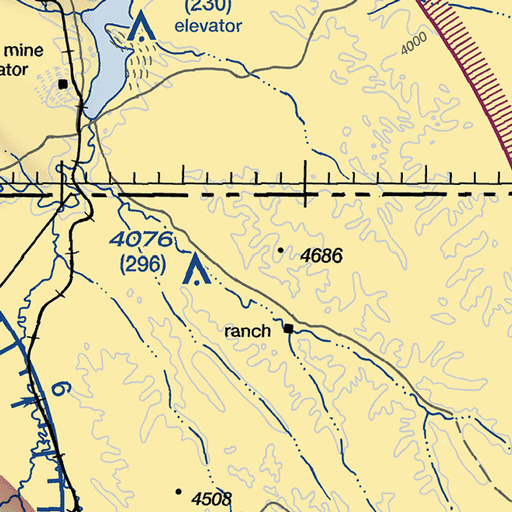 (230)
elevator
mine
ator
4000
4076
(296)
4686
ranch
6
4508